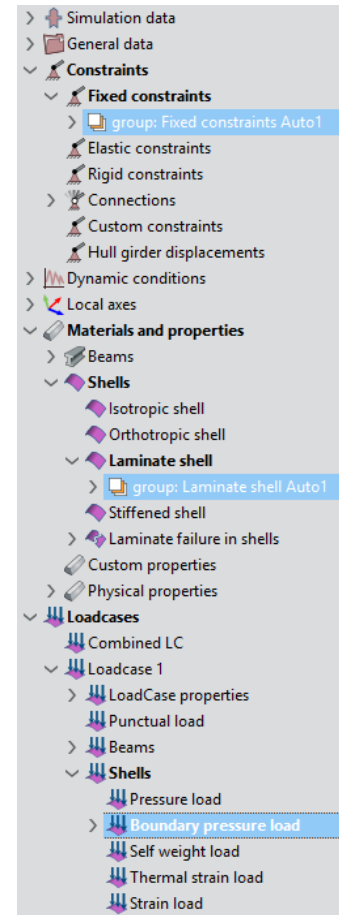 Simulation data
General data
Constraints
Fixed constraints
group: Fixed constraints Auto1
Elastic constraints
Rigid constraints
Connections
Custom constraints
Hull girder displacements
Dynamic conditions
Local axes
Materials and properties
Beams
Shells
Isotropic shell
Orthotropic shell
Laminate shell
group: Laminate shell Auto1
Stiffened shell
Laminate failure in shells
Custom properties
Physical properties
Loadcases
Combined LC
Loadcase 1
LoadCase properties
Punctual load
Beams
Shells
Pressure load
Boundary pressure load
Self weight load
Thermal strain load
Strain load